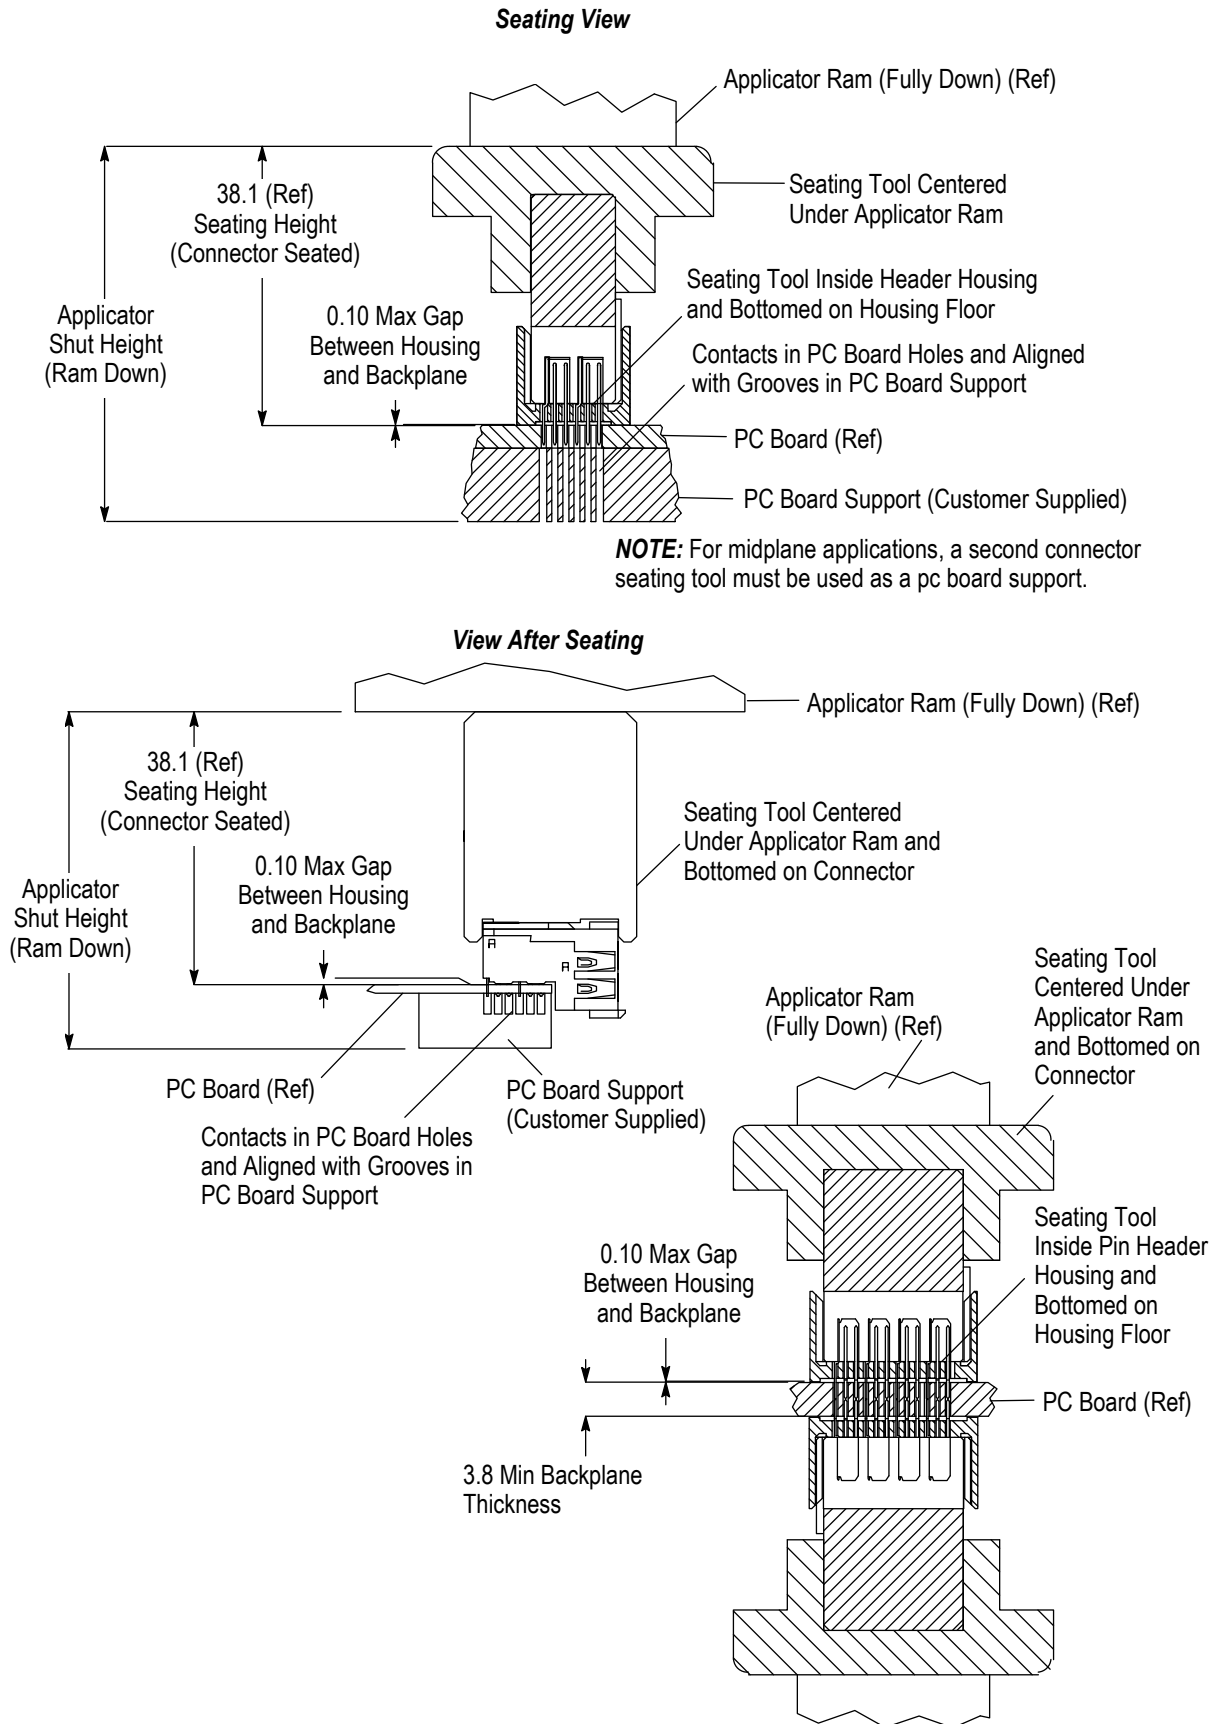 Seating View
Applicator Ram (Fully Down) (Ref)
38.1 (Ref)
Seating Height
(Connector Seated)
Seating Tool Centered
Under Applicator Ram
Applicator
Shut Height
(Ram Down)
0.10 Max Gap
Between Housing
and Backplane
Seating Tool Inside Header Housing
and Bottomed on Housing Floor
Contacts in PC Board Holes and Aligned
with Grooves in PC Board Support
PC Board (Ref)
PC Board Support (Customer Supplied)
NOTE: For midplane applications, a second connector
seating tool must be used as a pc board support.
View After Seating
Applicator Ram (Fully Down) (Ref)
38.1 (Ref)
Seating Height
(Connector Seated)
Seating Tool Centered
Under Applicator Ram and
Bottomed on Connector
0.10 Max Gap
Between Housing
and Backplane
Applicator
Shut Height
(Ram Down)
A
A
PC Board (Ref)
PC Board Support
(Customer Supplied)
Contacts in PC Board Holes
and Aligned with Grooves in
PC Board Support
Applicator Ram
(Fully Down) (Ref)
Seating Tool
Centered Under
Applicator Ram
and Bottomed on
Connector
0.10 Max Gap
Between Housing
and Backplane
Seating Tool
Inside Pin Header
Housing and
Bottomed on
Housing Floor
PC Board (Ref)
3.8 Min Backplane
Thickness